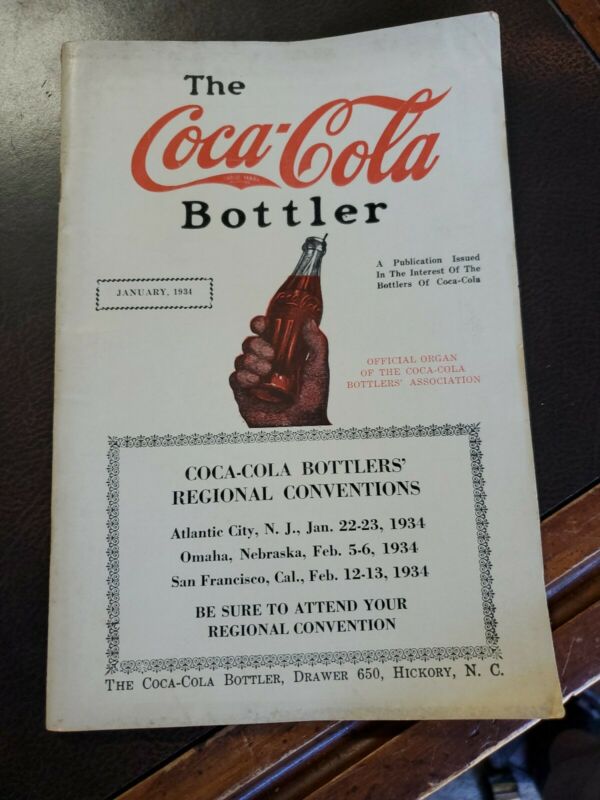 The
Coca-Cola
TRADE MARK
Bottler
A Publication Issued
In The Interest Of The
Bottlers Of Coca-Cola
JANUARY, 1934
OFFICIAL ORGAN
OF THE COCA-COLA
BOTTLERS' ASSOCIATION
COCA-COLA BOTTLERS'
REGIONAL CONVENTIONS
Atlantic City, N. J., Jan. 22-23, 1934
Omaha, Nebraska, Feb. 5-6, 1934
San Francisco, Cal., Feb. 12-13, 1934
BE SURE TO ATTEND YOUR
REGIONAL CONVENTION
THE COCA-COLA BOTTLER, DRAWER 650, HICKORY, N. C.